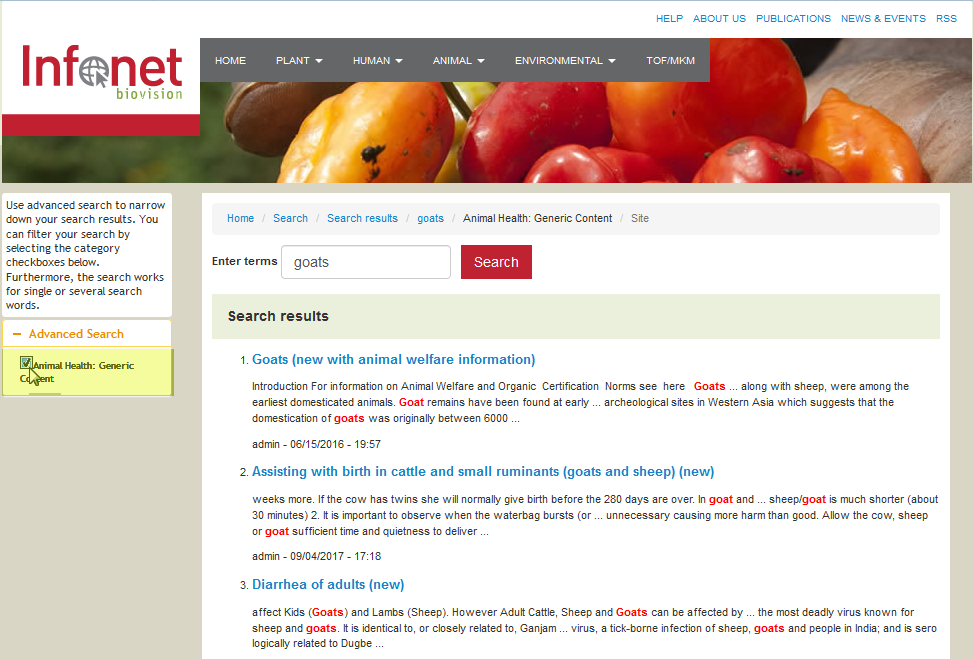 HELP ABOUT US PUBLICATIONS NEWS & EVENTS RSS
Infonet
biovision
HOME PLANT HUMAN ANIMAL ENVIRONMENTAL TOF/MKM
Use advanced search to narrow
down your search results. You
can filter your search by
selecting the category
checkboxes below.
Furthermore, the search works
for single or several search
words.
− Advanced Search
Animal Health: Generic
Content
Home / Search / Search results / goats / Animal Health: Generic Content / Site
Enter terms goats Search
Search results
1. Goats (new with animal welfare information)
Introduction For information on Animal Welfare and Organic Certification Norms see here Goats ... along with sheep, were among the
earliest domesticated animals. Goat remains have been found at early ... archeological sites in Western Asia which suggests that the
domestication of goats was originally between 6000 ...
admin - 06/15/2016 - 19:57
2. Assisting with birth in cattle and small ruminants (goats and sheep) (new)
weeks more. If the cow has twins she will normally give birth before the 280 days are over. In goat and ... sheep/goat is much shorter (about
30 minutes) 2. It is important to observe when the waterbag bursts (or ... unnecessary causing more harm than good. Allow the cow, sheep
or goat sufficient time and quietness to deliver ...
admin - 09/04/2017 - 17:18
3. Diarrhea of adults (new)
affect Kids (Goats) and Lambs (Sheep). However Adult Cattle, Sheep and Goats can be affected by ... the most deadly virus known for
sheep and goats. It is identical to, or closely related to, Ganjam ... virus, a tick-borne infection of sheep, goats and people in India; and is sero
logically related to Dugbe ...